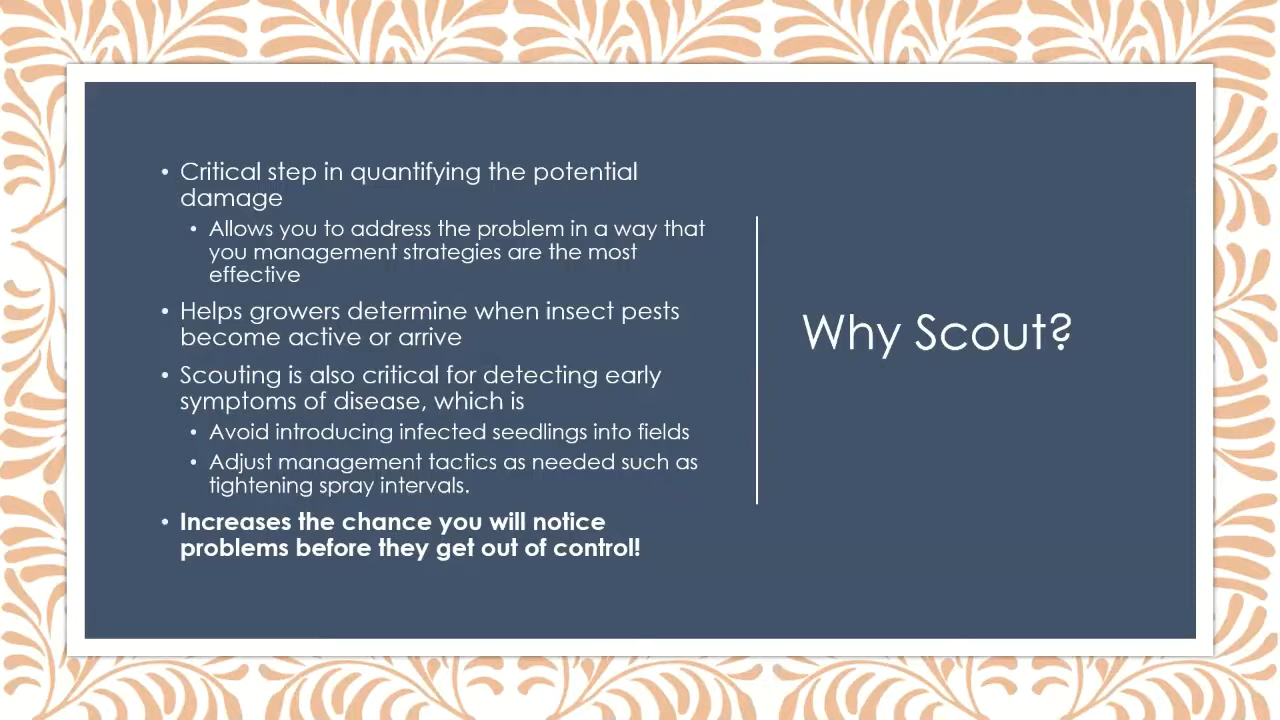 • Critical step in quantifying the potential
damage
• Allows you to address the problem in a way that
you management strategies are the most
effective
• Helps growers determine when insect pests
become active or arrive
• Scouting is also critical for detecting early
symptoms of disease, which is
• Avoid introducing infected seedlings into fields
• Adjust management tactics as needed such as
tightening spray intervals.
• Increases the chance you will notice
problems before they get out of control!
Why Scout?